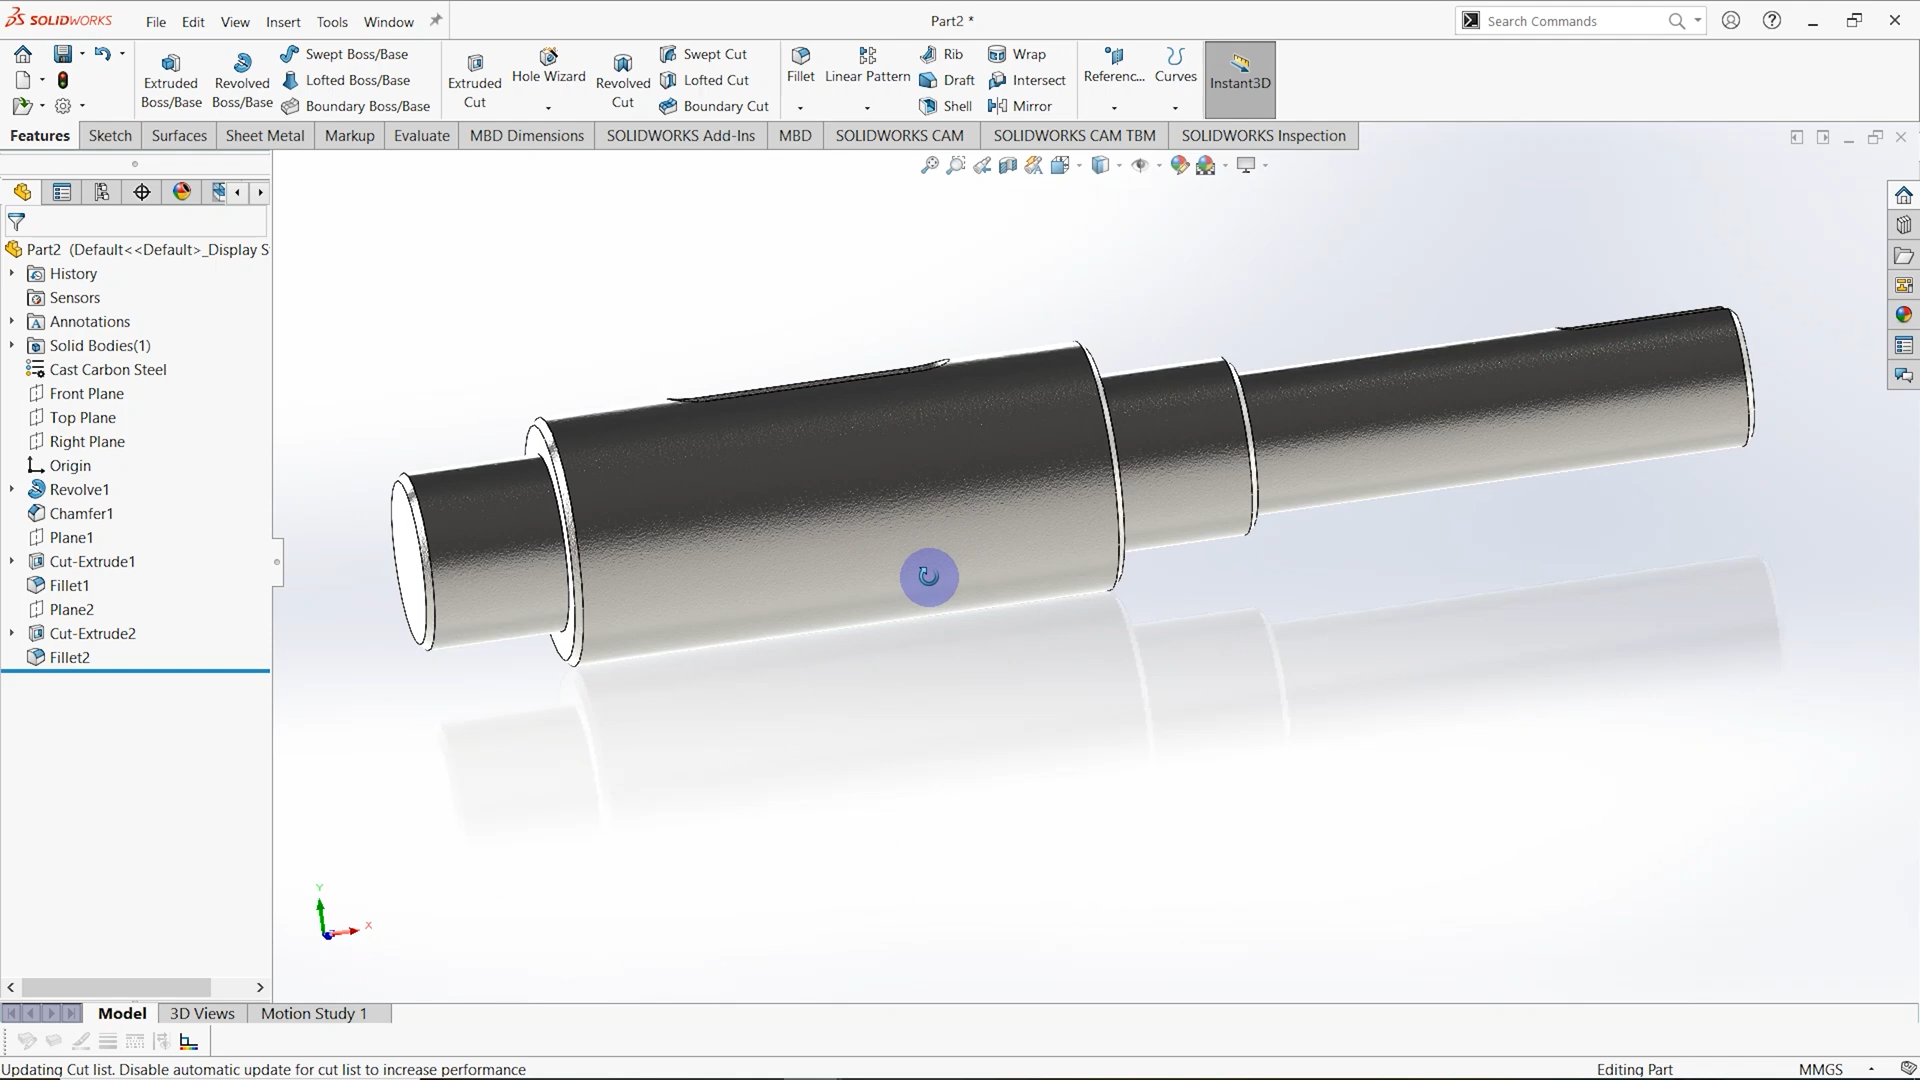 SOLIDWORKS File Edit View Insert Tools Window Part2 * Search Commands
Extruded Boss/Base
Revolved Boss/Base
Swept Boss/Base
Lofted Boss/Base
Boundary Boss/Base
Extruded Cut
Hole Wizard
Revolved Cut
Swept Cut
Lofted Cut
Boundary Cut
Fillet
Linear Pattern
Rib
Draft
Shell
Wrap
Intersect
Mirror
Referenc...
Curves
Instant3D
Features Sketch Surfaces Sheet Metal Markup Evaluate MBD Dimensions SOLIDWORKS Add-Ins MBD SOLIDWORKS CAM SOLIDWORKS CAM TBM SOLIDWORKS Inspection
Part2 (Default<<Default>_Display S
History
Sensors
Annotations
Solid Bodies(1)
Cast Carbon Steel
Front Plane
Top Plane
Right Plane
Origin
Revolve1
Chamfer1
Plane1
Cut-Extrude1
Fillet1
Plane2
Cut-Extrude2
Fillet2
Y
X
Model 3D Views Motion Study 1
Updating Cut list. Disable automatic update for cut list to increase performance Editing Part MMGS